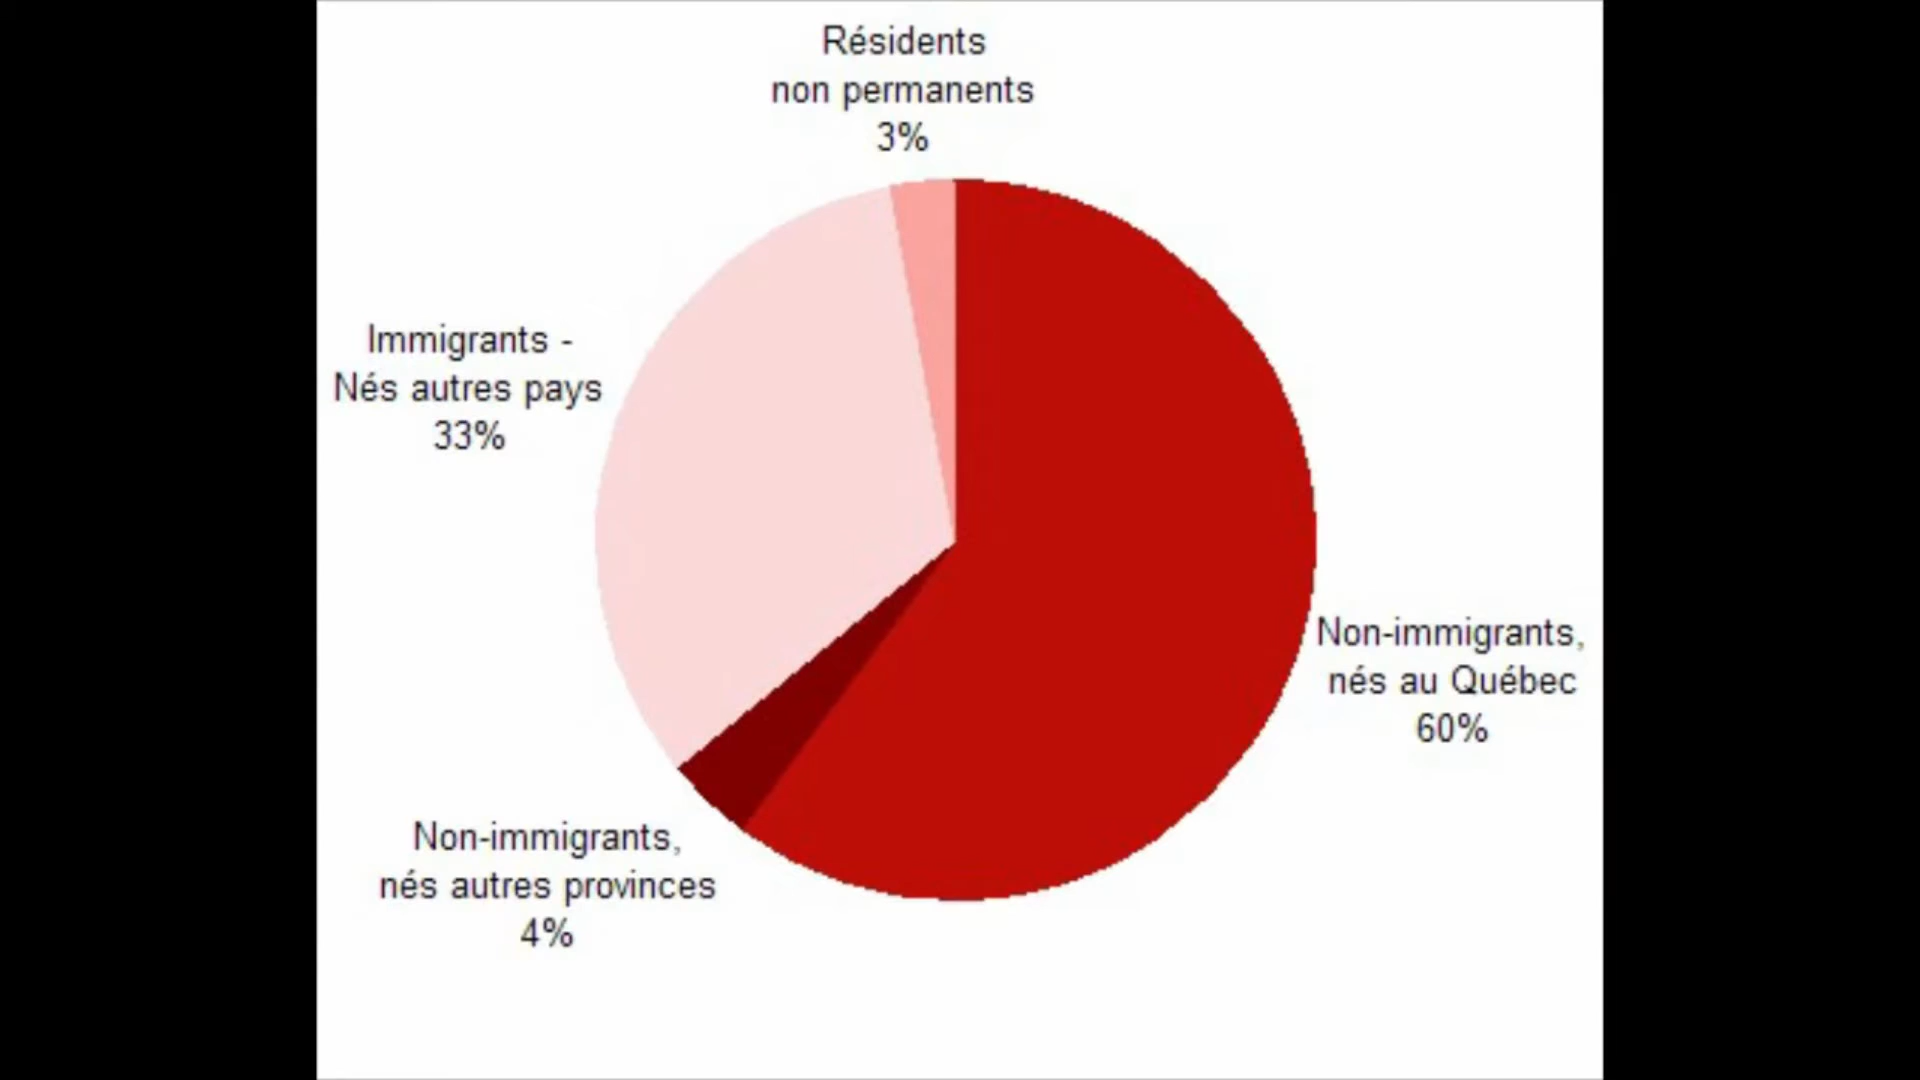 Résidents
non permanents
3%
Immigrants -
Nés autres pays
33%
Non-immigrants,
nés au Québec
60%
Non-immigrants,
nés autres provinces
4%